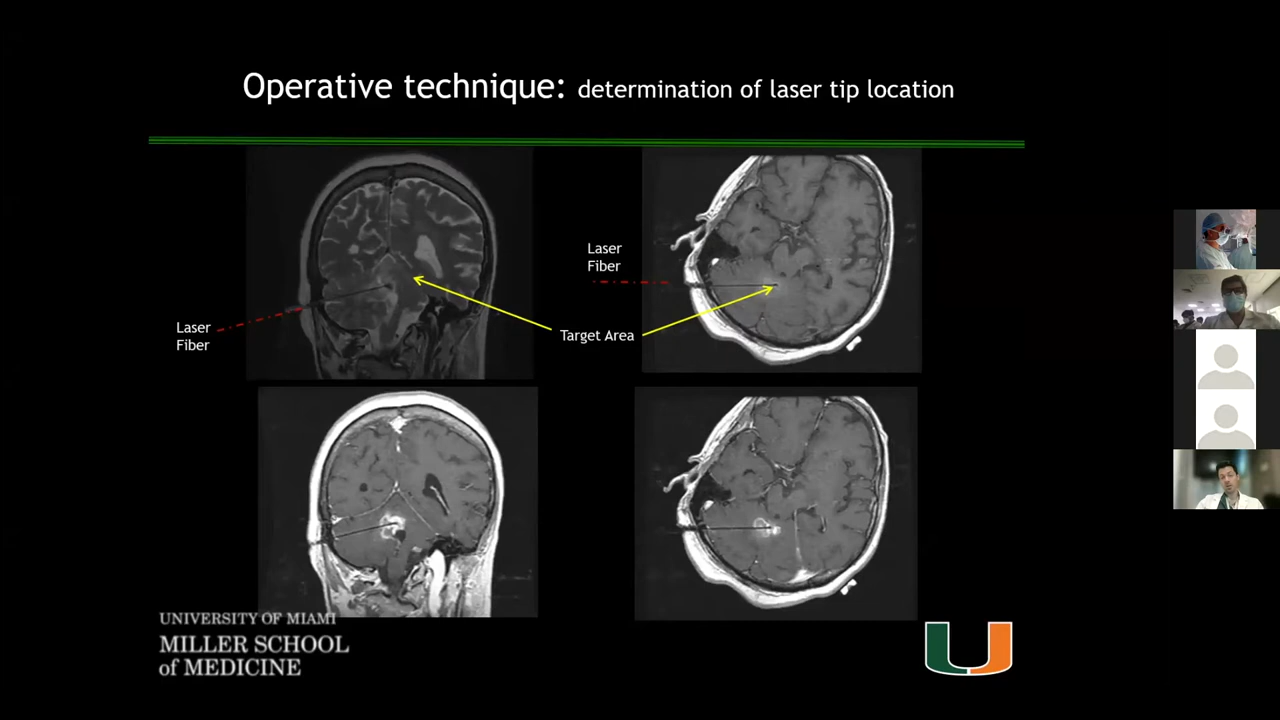 Operative technique: determination of laser tip location
Laser
Fiber
Laser
Fiber
Target Area
UNIVERSITY OF MIAMI
MILLER SCHOOL
of MEDICINE